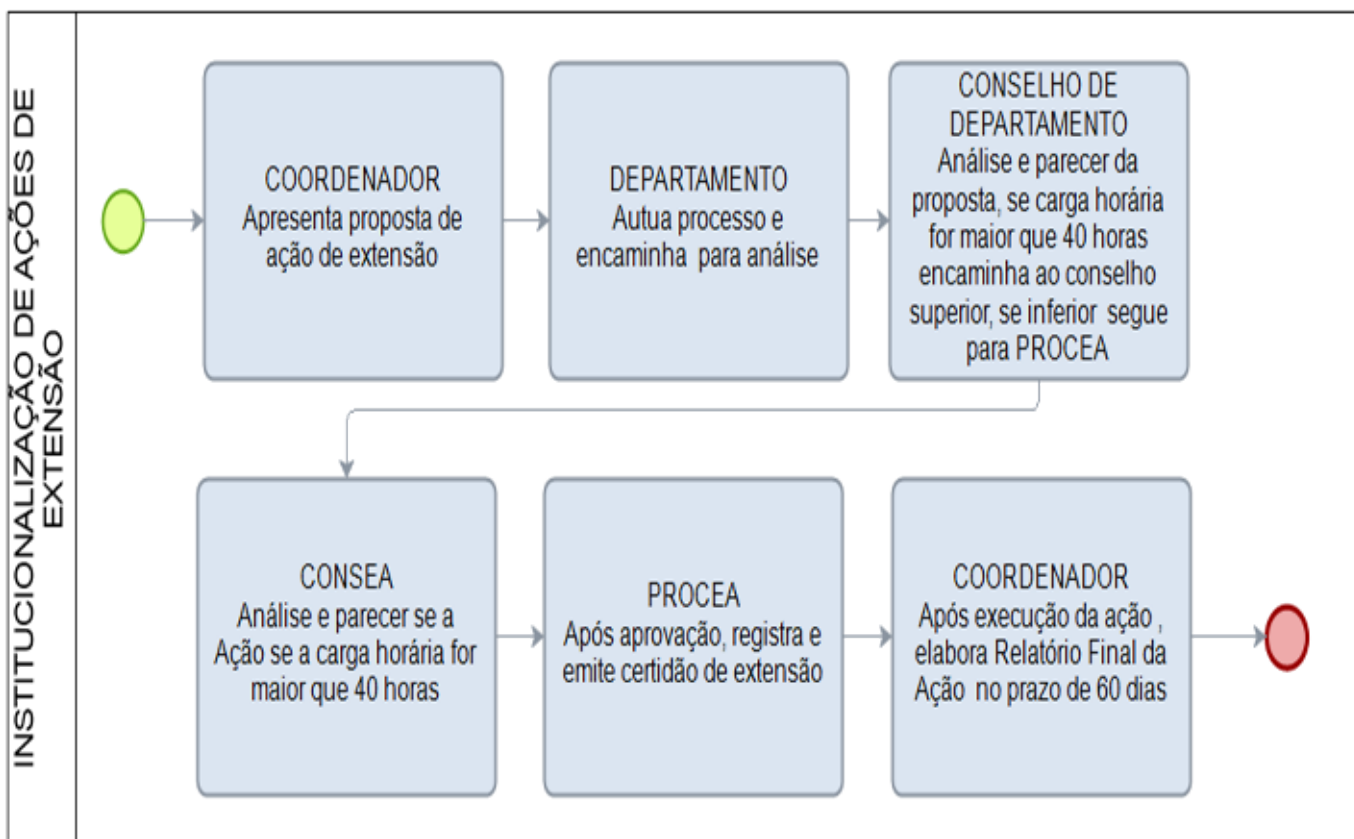 INSTITUCIONALIZAÇÃO DE AÇÕES DE
EXTENSÃO
COORDENADOR
Apresenta proposta de
ação de extensão
DEPARTAMENTO
Autua processo e
encaminha para análise
CONSELHO DE
DEPARTAMENTO
Análise e parecer da
proposta, se carga horária
for maior que 40 horas
encaminha ao conselho
superior, se inferior segue
para PROCEA
CONSEA
Análise e parecer se a
Ação se a carga horária for
maior que 40 horas
PROCEA
Após aprovação, registra e
emite certidão de extensão
COORDENADOR
Após execução da ação ,
elabora Relatório Final da
Ação no prazo de 60 dias